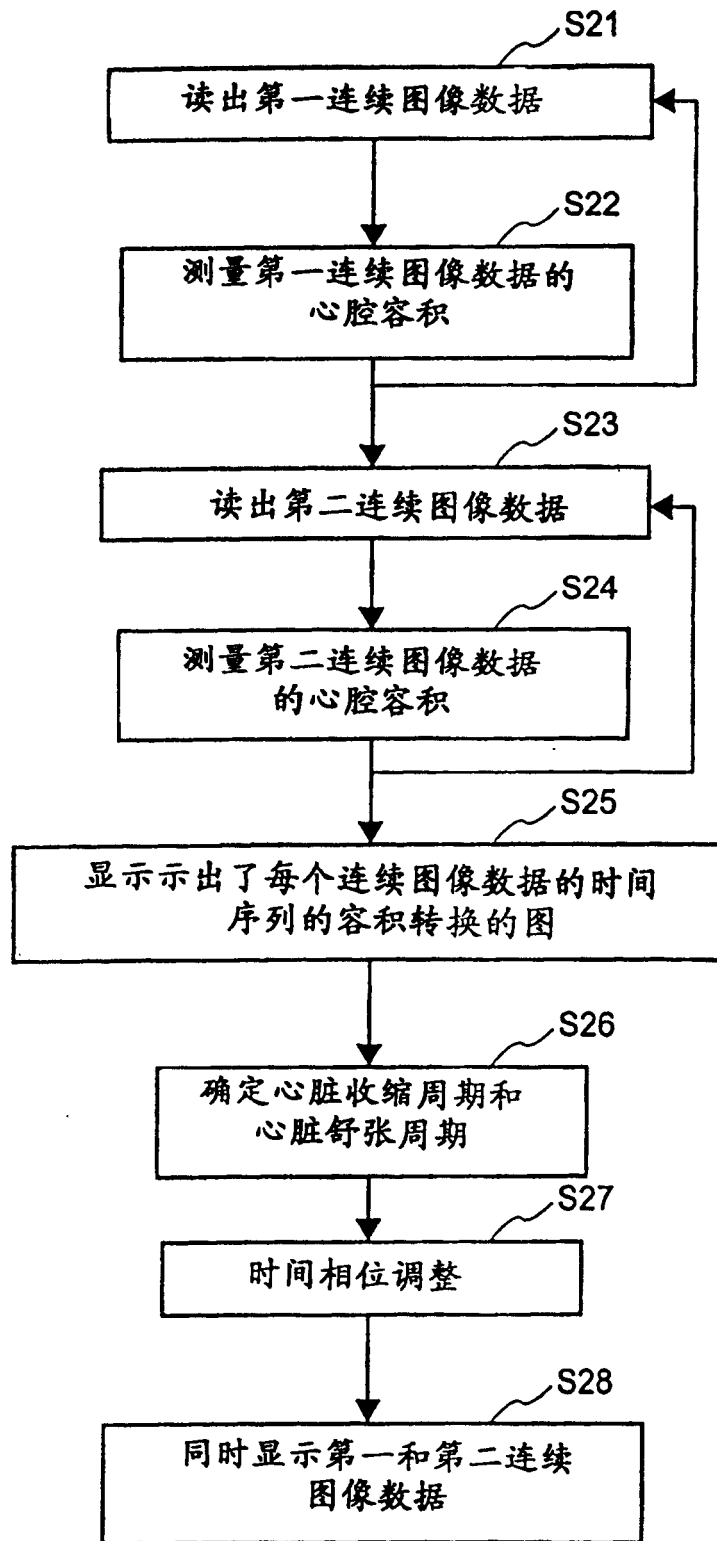 S21
读出第一连续图像数据
S22
测量第一连续图像数据的
心腔容积
S23
读出第二连续图像数据
S24
测量第二连续图像数据
的心腔容积
S25
显示示出了每个连续图像数据的时间
序列的容积转换的图
S26
确定心脏收缩周期和
心脏舒张周期
S27
时间相位调整
S28
同时显示第一和第二连续
图像数据